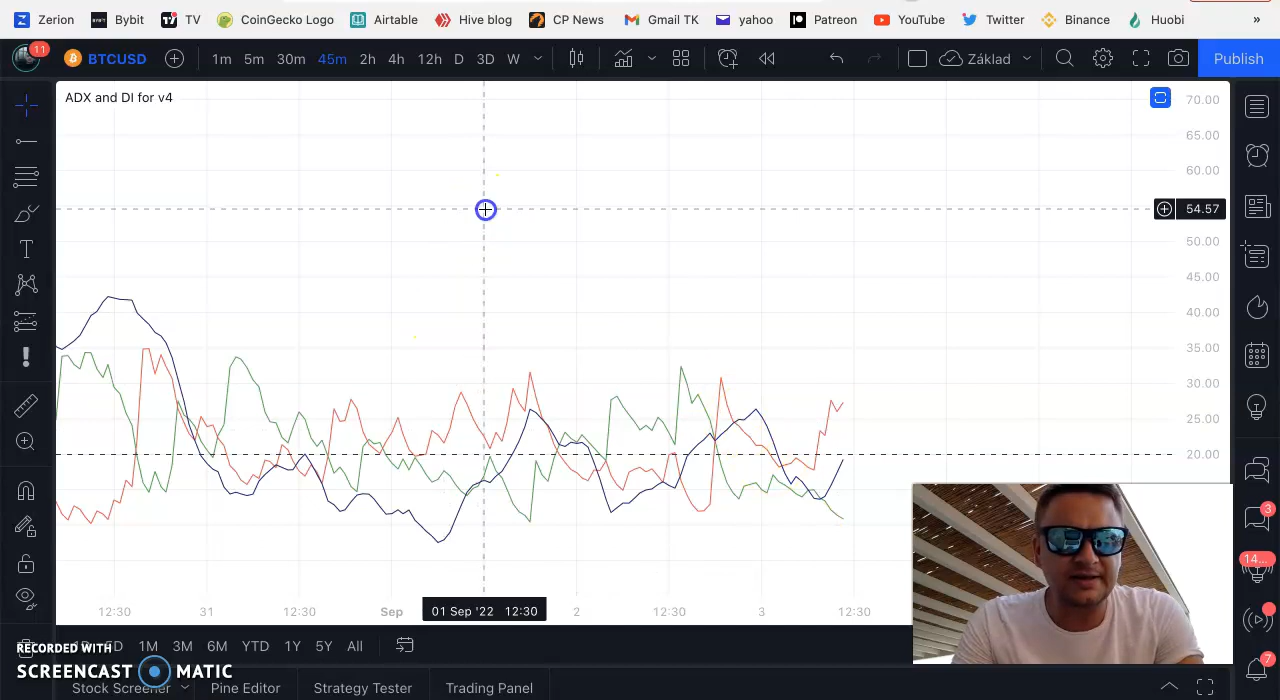 Zerion Bybit TV CoinGecko Logo Airtable Hive blog CP News Gmail TK yahoo Patreon YouTube Twitter Binance Huobi »
11 BTCUSD 1m 5m 30m 45m 2h 4h 12h D 3D W Základ Publish
ADX and DI for v4
70.00
65.00
60.00
54.57
50.00
45.00
40.00
35.00
30.00
25.00
20.00
3
14...
7
12:30 31 12:30 Sep 01 Sep '22 12:30 2 12:30 3 12:30
1M 3M 6M YTD 1Y 5Y All
RECORDED WITH
SCREENCAST MATIC
Stock Screener Pine Editor Strategy Tester Trading Panel